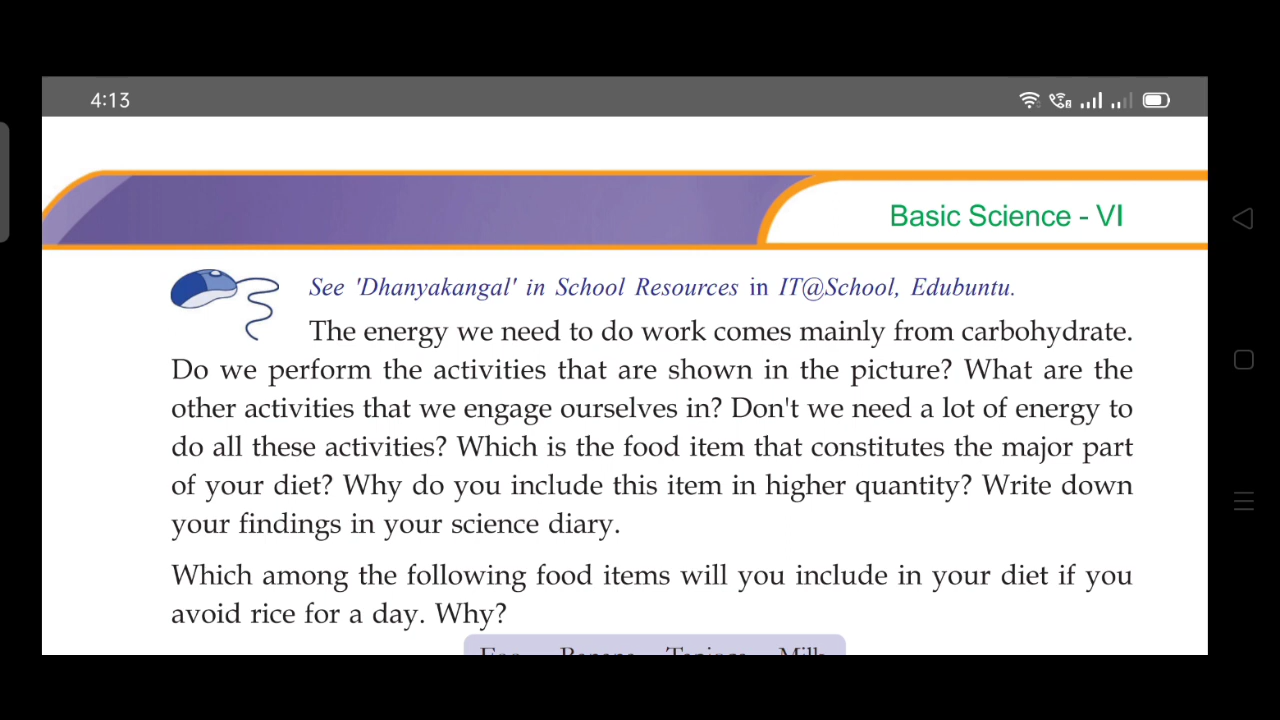 4:13
Basic Science - VI
See 'Dhanyakangal' in School Resources in IT@School, Edubuntu.
The energy we need to do work comes mainly from carbohydrate.
Do we perform the activities that are shown in the picture? What are the
other activities that we engage ourselves in? Don't we need a lot of energy to
do all these activities? Which is the food item that constitutes the major part
of your diet? Why do you include this item in higher quantity? Write down
your findings in your science diary.
Which among the following food items will you include in your diet if you
avoid rice for a day. Why?
Egg Banana Tapioca Milk